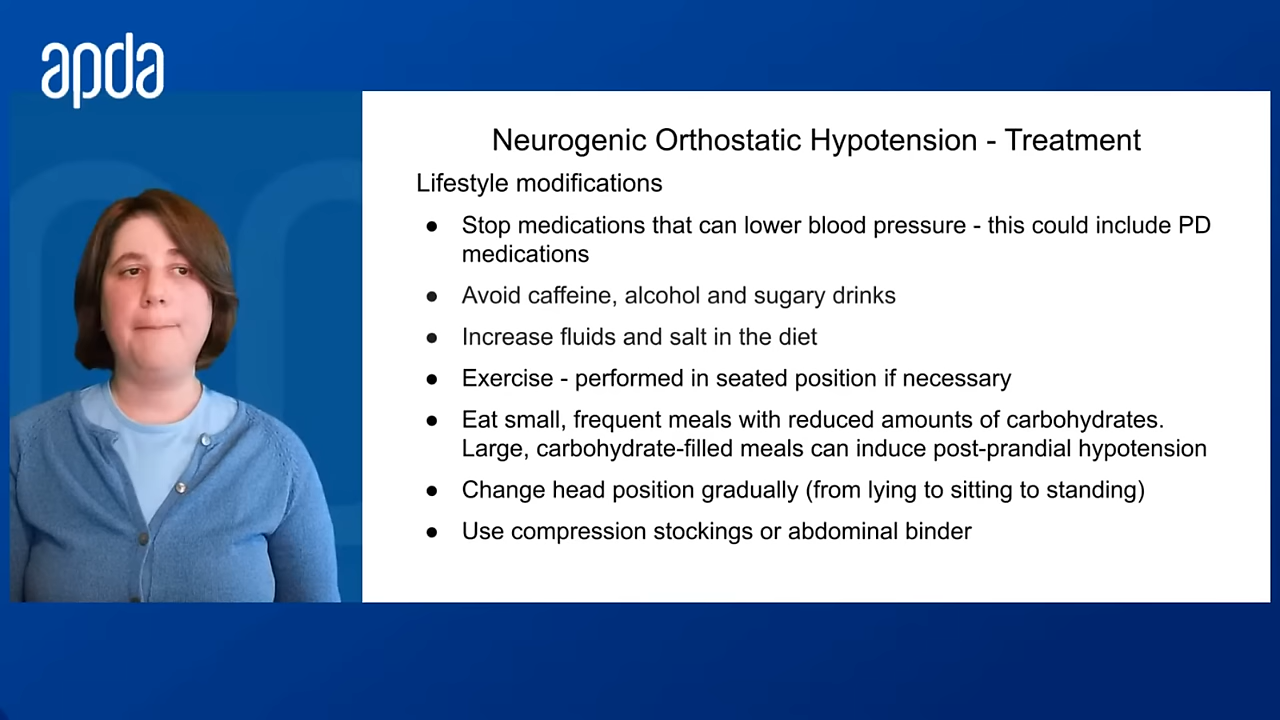 apda
Neurogenic Orthostatic Hypotension - Treatment
Lifestyle modifications
● Stop medications that can lower blood pressure - this could include PD
medications
● Avoid caffeine, alcohol and sugary drinks
● Increase fluids and salt in the diet
● Exercise - performed in seated position if necessary
● Eat small, frequent meals with reduced amounts of carbohydrates.
Large, carbohydrate-filled meals can induce post-prandial hypotension
● Change head position gradually (from lying to sitting to standing)
● Use compression stockings or abdominal binder